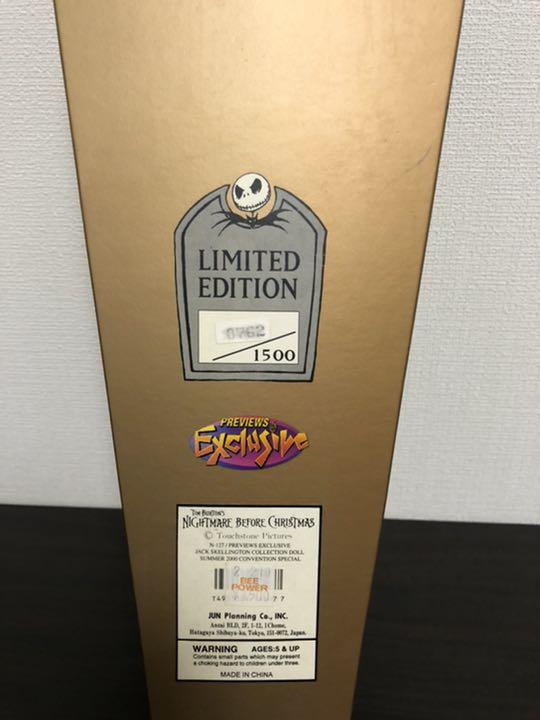 LIMITED
EDITION
0762
1500
PREVIEWS
Exclusive
TIM BURTON'S
NIGHTMARE BEFORE CHRISTMAS
© Touchstone Pictures
N-127 / PREVIEWS EXCLUSIVE
JACK SKELLINGTON COLLECTION DOLL
SUMMER 2000 CONVENTION SPECIAL
BEE
POWER
JUN Planning Co., INC.
Anzai BLD, 2F, 1-12, 1Chome,
Hatagaya Shibuya-ku, Tokyo, 151-0072, Japan.
WARNING AGES:5 & UP
Contains small parts which may present
a choking hazard to children under three.
MADE IN CHINA